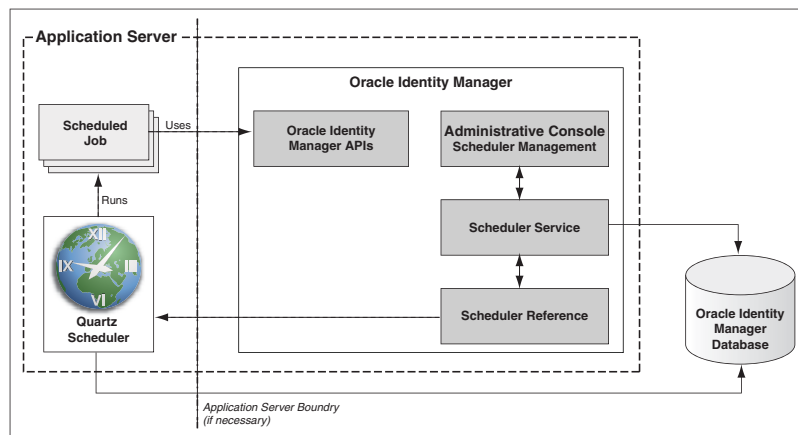 Application Server
Oracle Identity Manager
Scheduled
Job
Uses
Oracle Identity
Manager APIs
Administrative Console
Scheduler Management
Runs
XII
IX
III
VI
Quartz
Scheduler
Scheduler Service
Scheduler Reference
Oracle Identity
Manager
Database
Application Server Boundry
(if necessary)